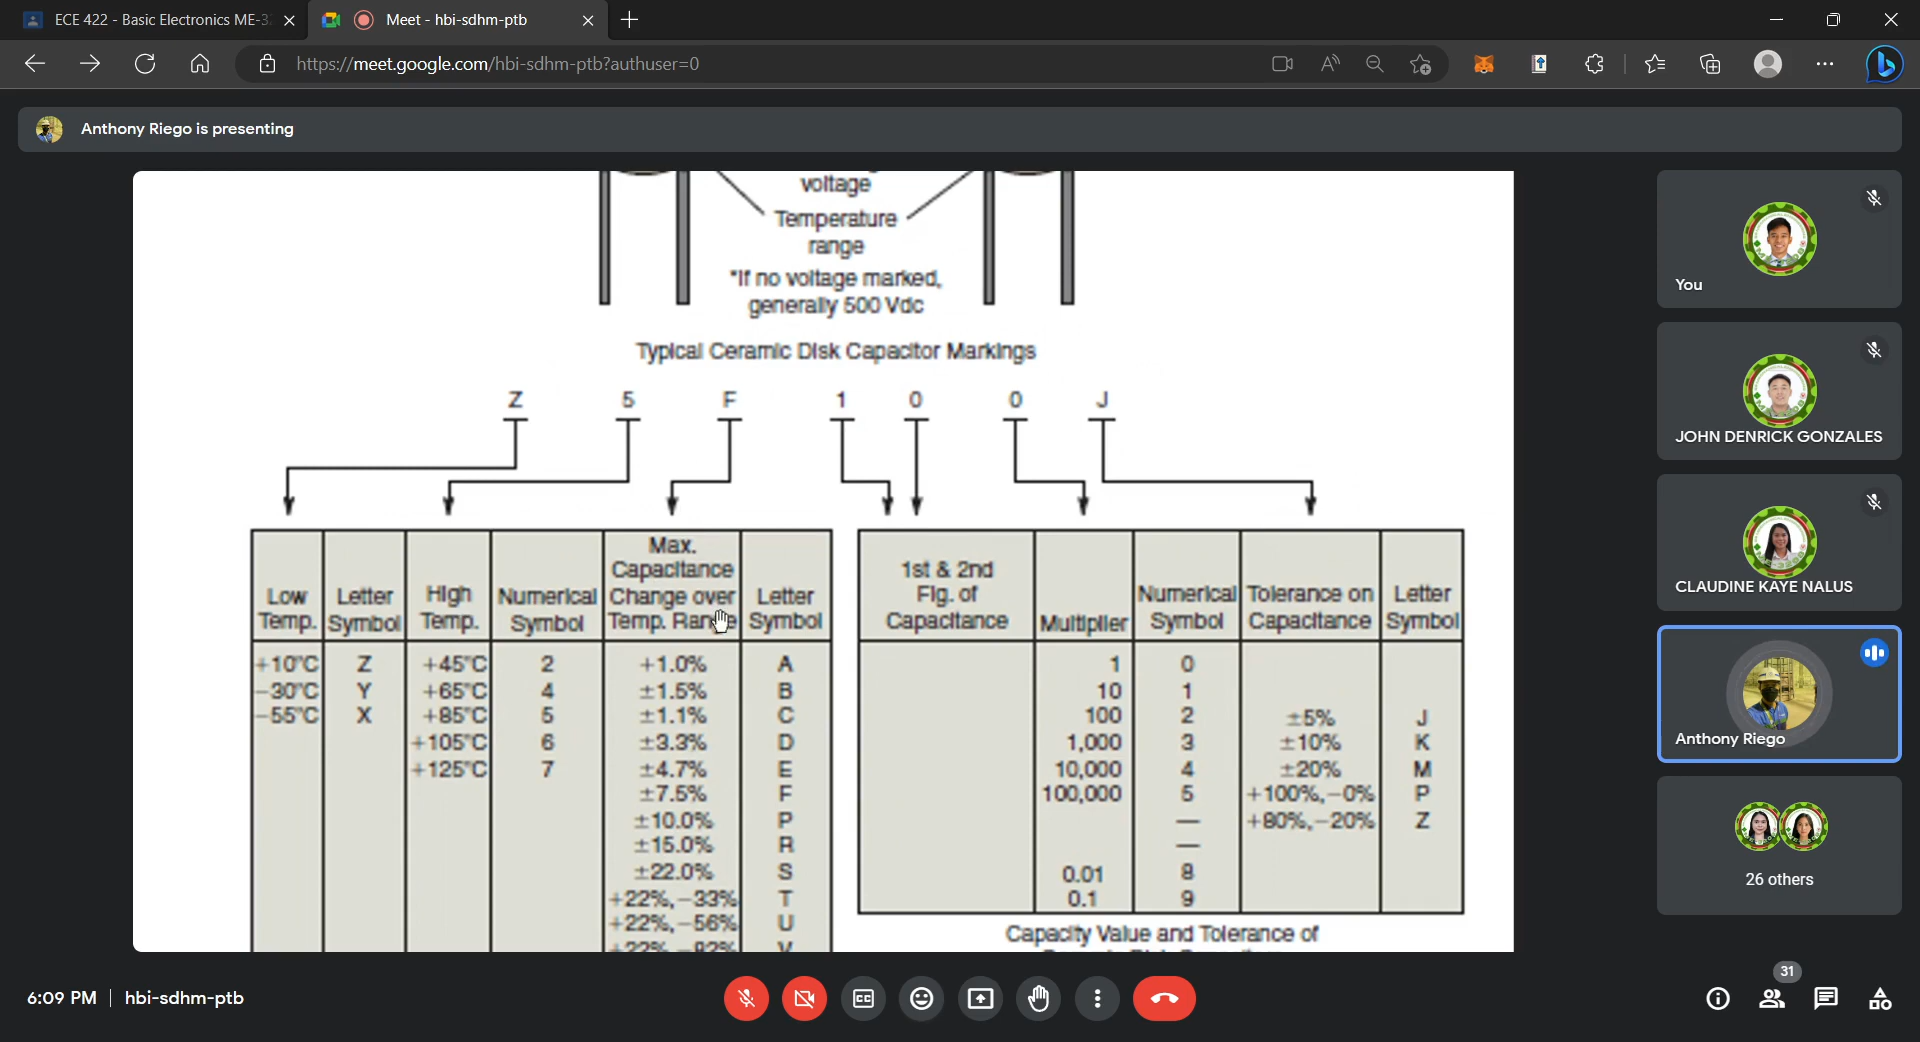 ECE 422 - Basic Electronics ME-3
Meet - hbi-sdhm-ptb
https://meet.google.com/hbi-sdhm-ptb?authuser=0
Anthony Riego is presenting
voltage
Temperature
range
*If no voltage marked,
generally 500 Vdc
Typical Ceramic Disk Capacitor Markings
Z 5 F 1 0 0 J
Low Temp. Letter Symbol High Temp. Numerical Symbol Max. Capacitance Change over Temp. Range Letter Symbol
+10°C Z +45°C 2 +1.0% A
−30°C Y +65°C 4 ±1.5% B
−55°C X +85°C 5 ±1.1% C
+105°C 6 ±3.3% D
+125°C 7 ±4.7% E
±7.5% F
±10.0% P
±15.0% R
±22.0% S
+22%, −33% T
+22%, −56% U
+22% −82% V
1st & 2nd Fig. of Capacitance Multiplier Numerical Symbol Tolerance on Capacitance Letter Symbol
1 0
10 1
100 2 ±5% J
1,000 3 ±10% K
10,000 4 ±20% M
100,000 5 +100%, −0% P
— +80%, −20% Z
—
0.01 8
0.1 9
Capacity Value and Tolerance of
You
JOHN DENRICK GONZALES
CLAUDINE KAYE NALUS
Anthony Riego
26 others
6:09 PM | hbi-sdhm-ptb
31